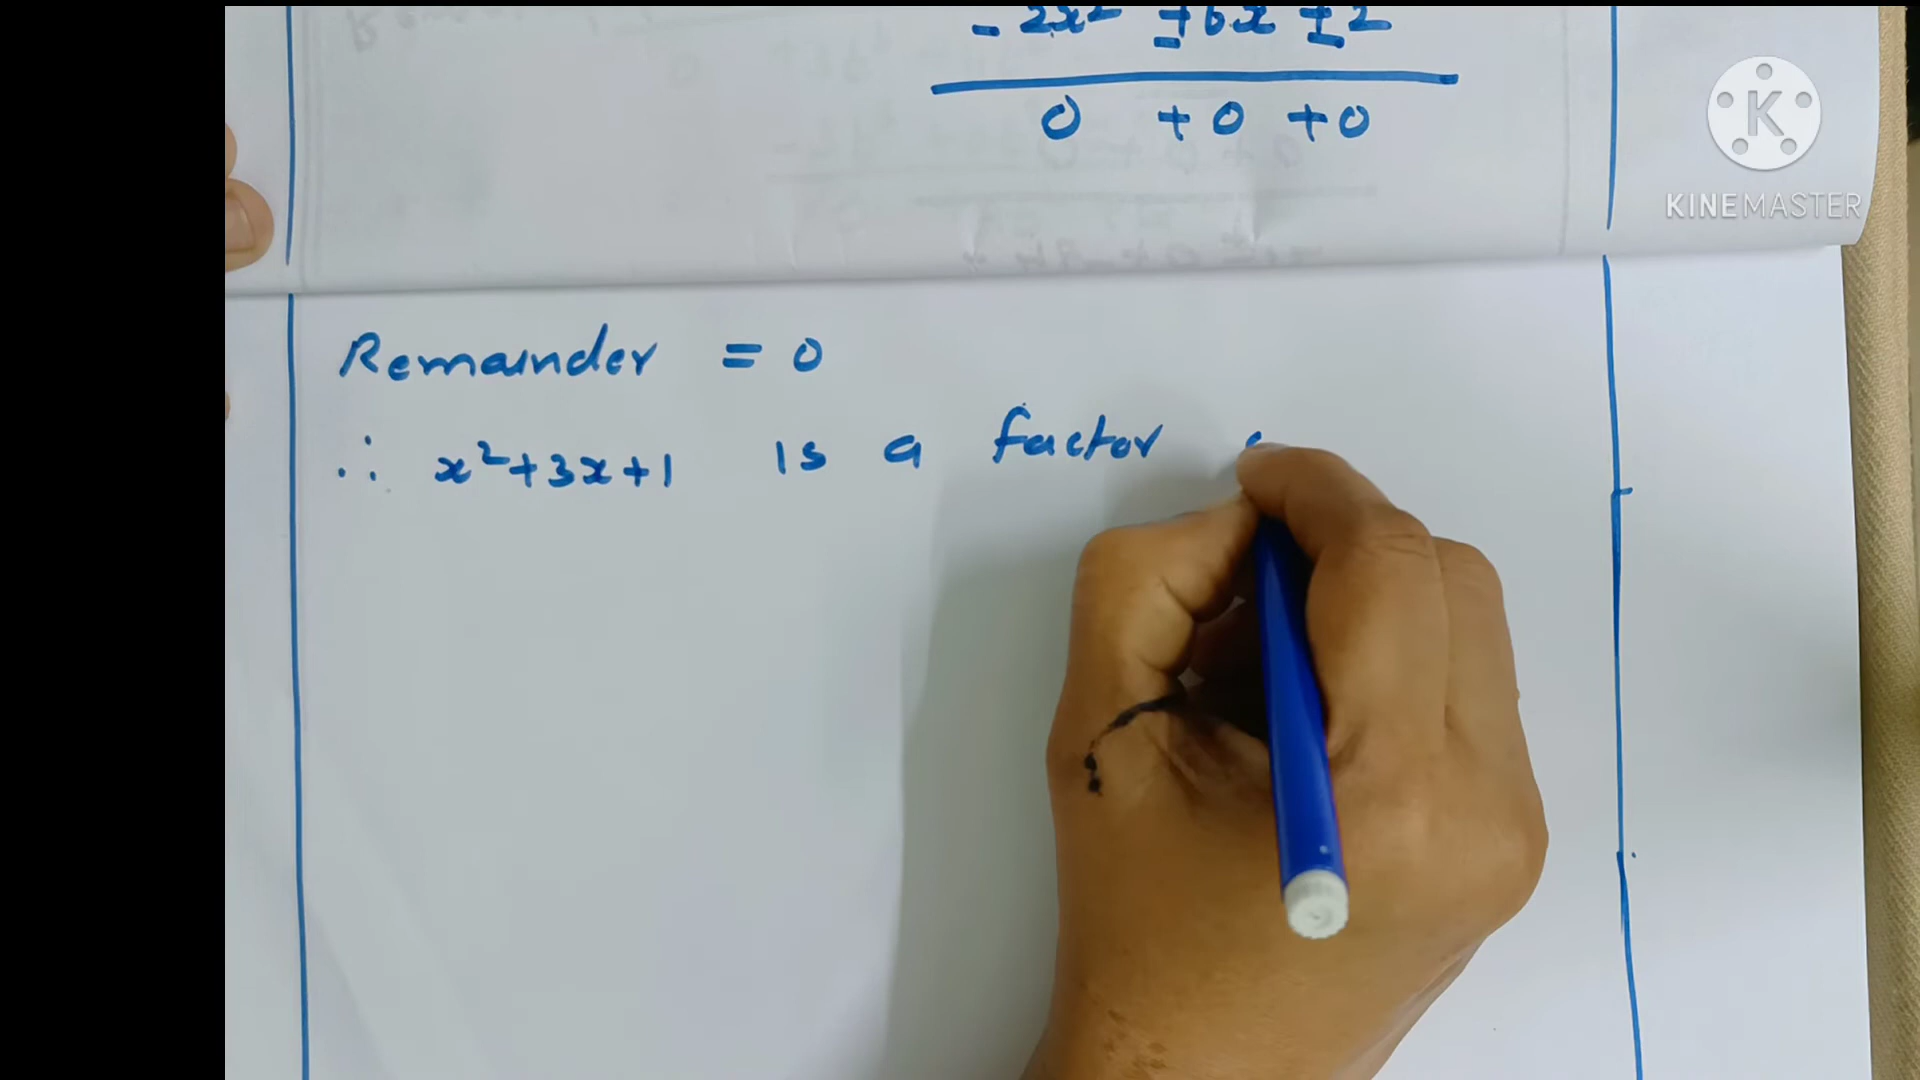 - 2x² +6x +2
0 +0 +0
K
KINEMASTER
Remainder = 0
∴ x²+3x+1 is a factor